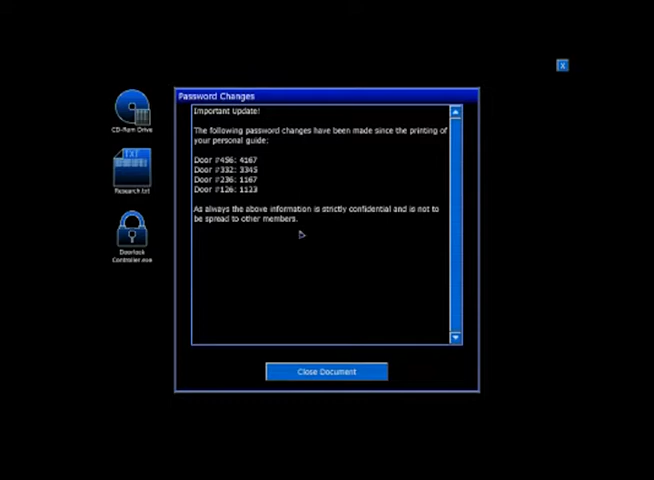 X
Password Changes
Important Update!
The following password changes have been made since the printing of
your personal guide:
Door #456: 4167
Door #332: 3345
Door #236: 1167
Door #126: 1123
As always the above information is strictly confidential and is not to
be spread to other members.
Close Document
CD-Rom Drive
TXT
Research.txt
Doorlock
Controller.exe